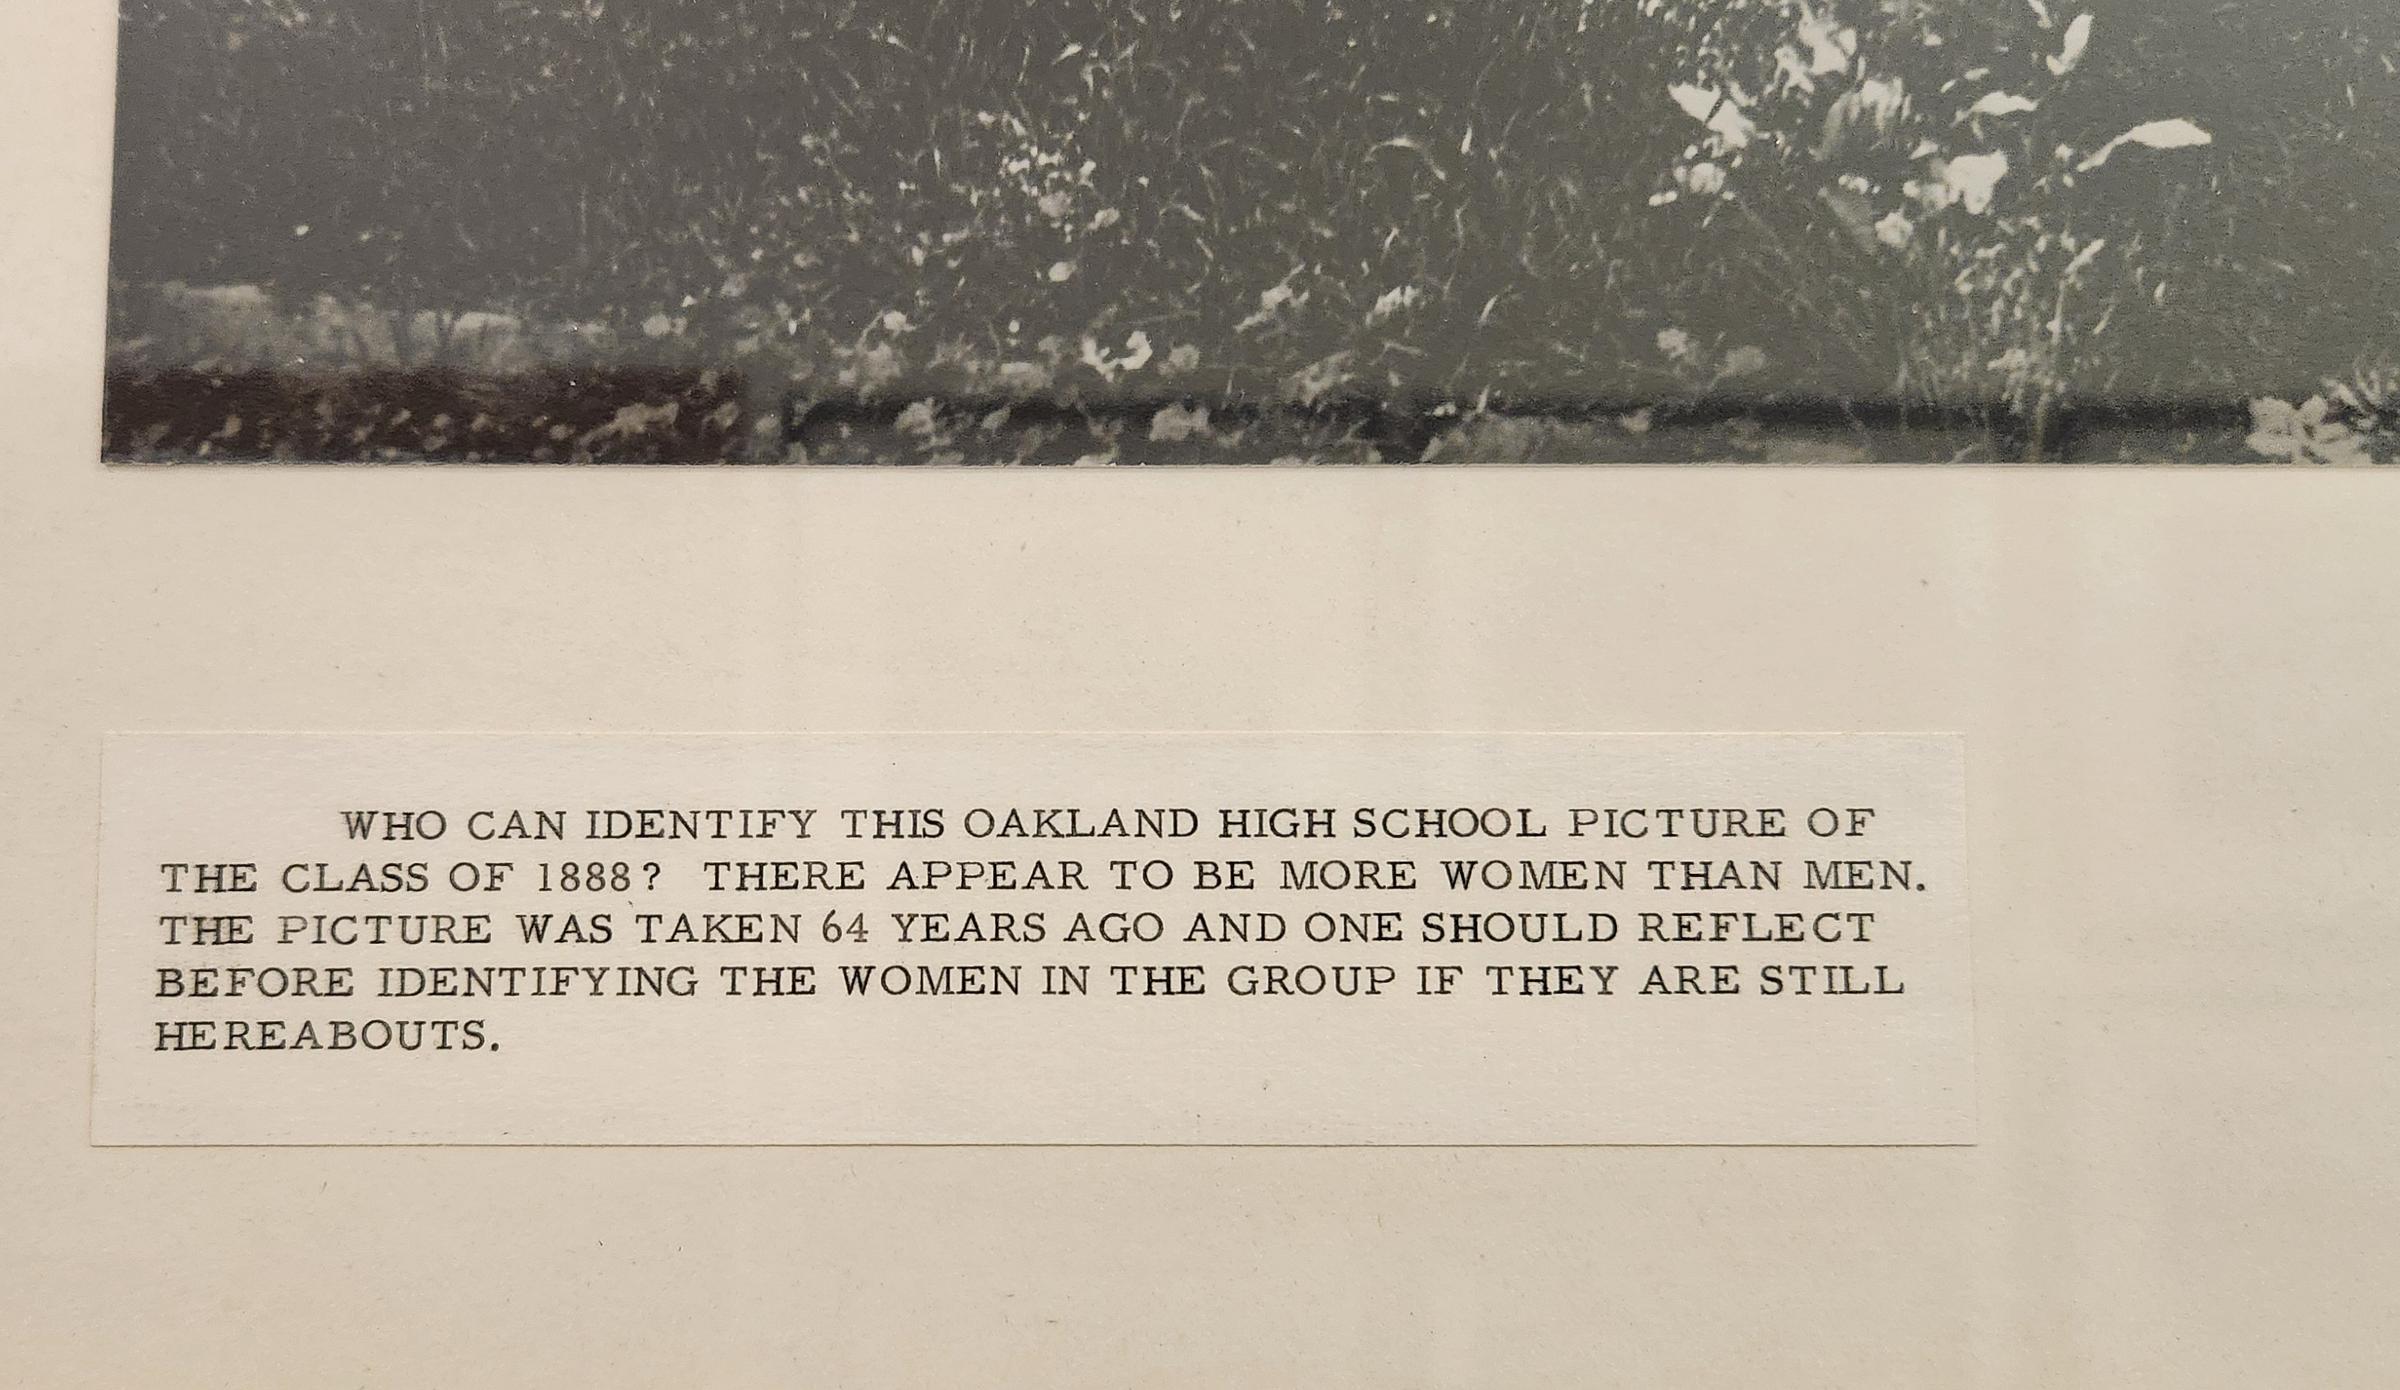 WHO CAN IDENTIFY THIS OAKLAND HIGH SCHOOL PICTURE OF
THE CLASS OF 1888? THERE APPEAR TO BE MORE WOMEN THAN MEN.
THE PICTURE WAS TAKEN 64 YEARS AGO AND ONE SHOULD REFLECT
BEFORE IDENTIFYING THE WOMEN IN THE GROUP IF THEY ARE STILL
HEREABOUTS.